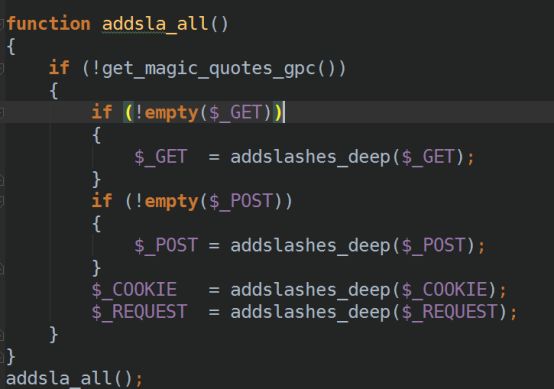 function addsla_all()
{
if (!get_magic_quotes_gpc())
{
if (!empty($_GET))
{
$_GET  = addslashes_deep($_GET);
}
if (!empty($_POST))
{
$_POST = addslashes_deep($_POST);
}
$_COOKIE   = addslashes_deep($_COOKIE);
$_REQUEST  = addslashes_deep($_REQUEST);
}
}
addsla_all();